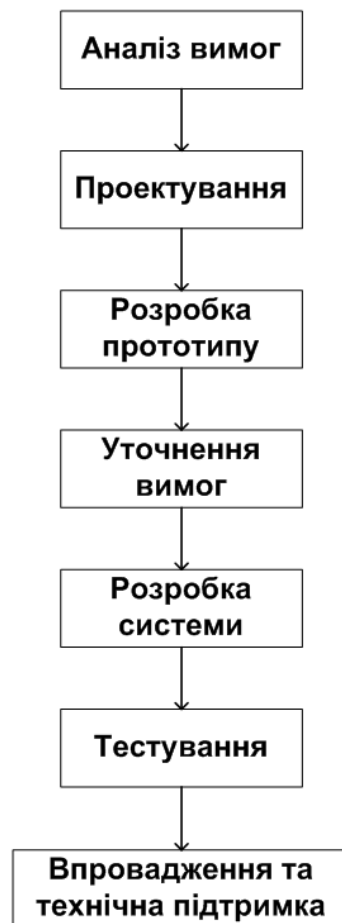 Аналіз вимог
Проектування
Розробка
прототипу
Уточнення
вимог
Розробка
системи
Тестування
Впровадження та
технічна підтримка